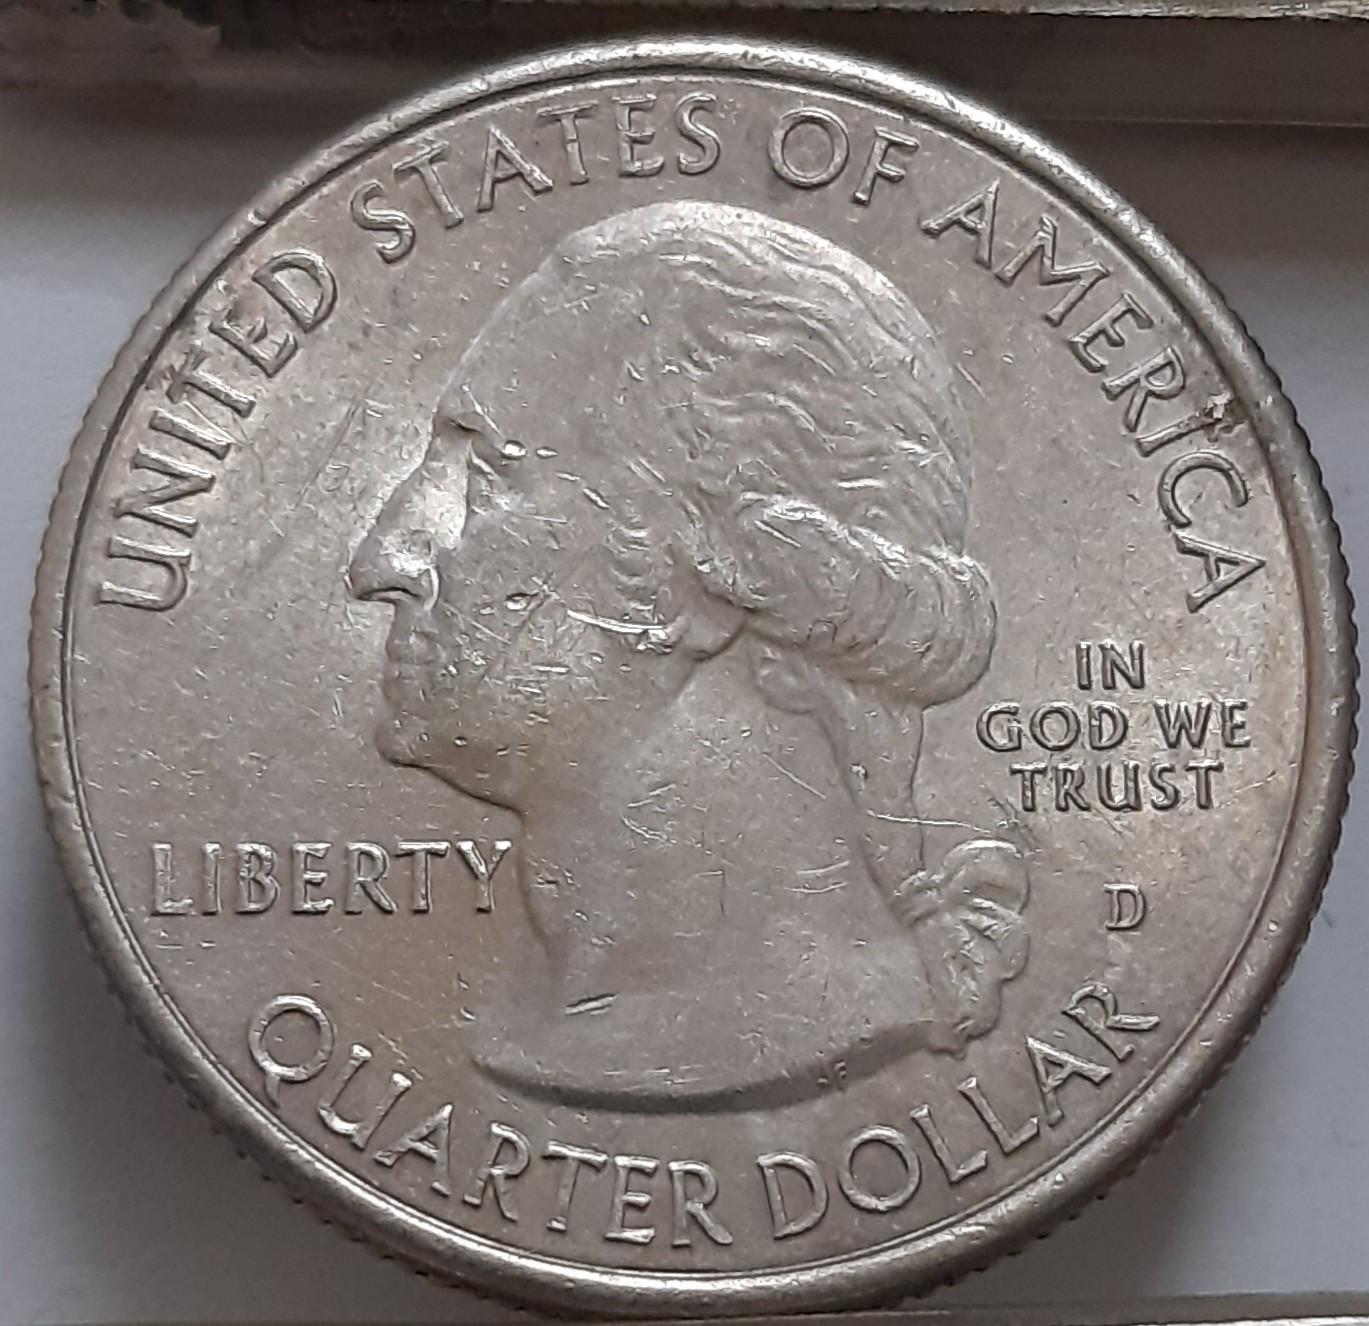 UNITED STATES OF AMERICA
LIBERTY
IN
GOD WE
TRUST
D
QUARTER DOLLAR